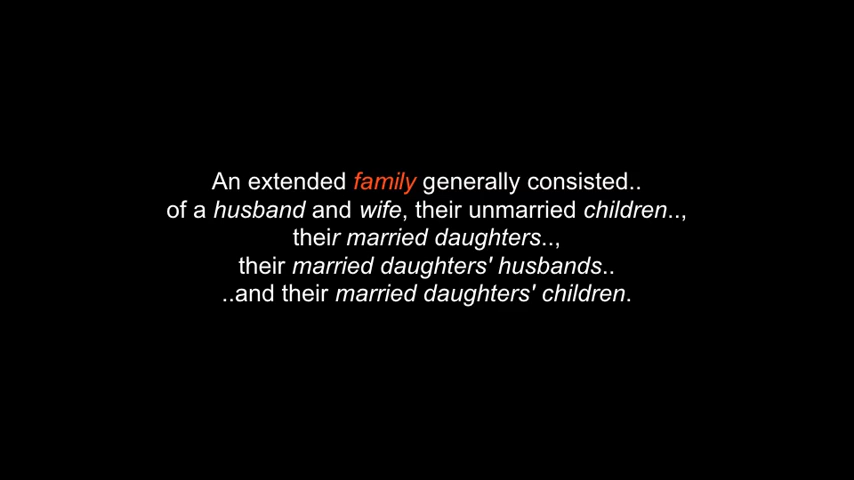 An extended family generally consisted..
of a husband and wife, their unmarried children..,
their married daughters..,
their married daughters' husbands..
..and their married daughters' children.